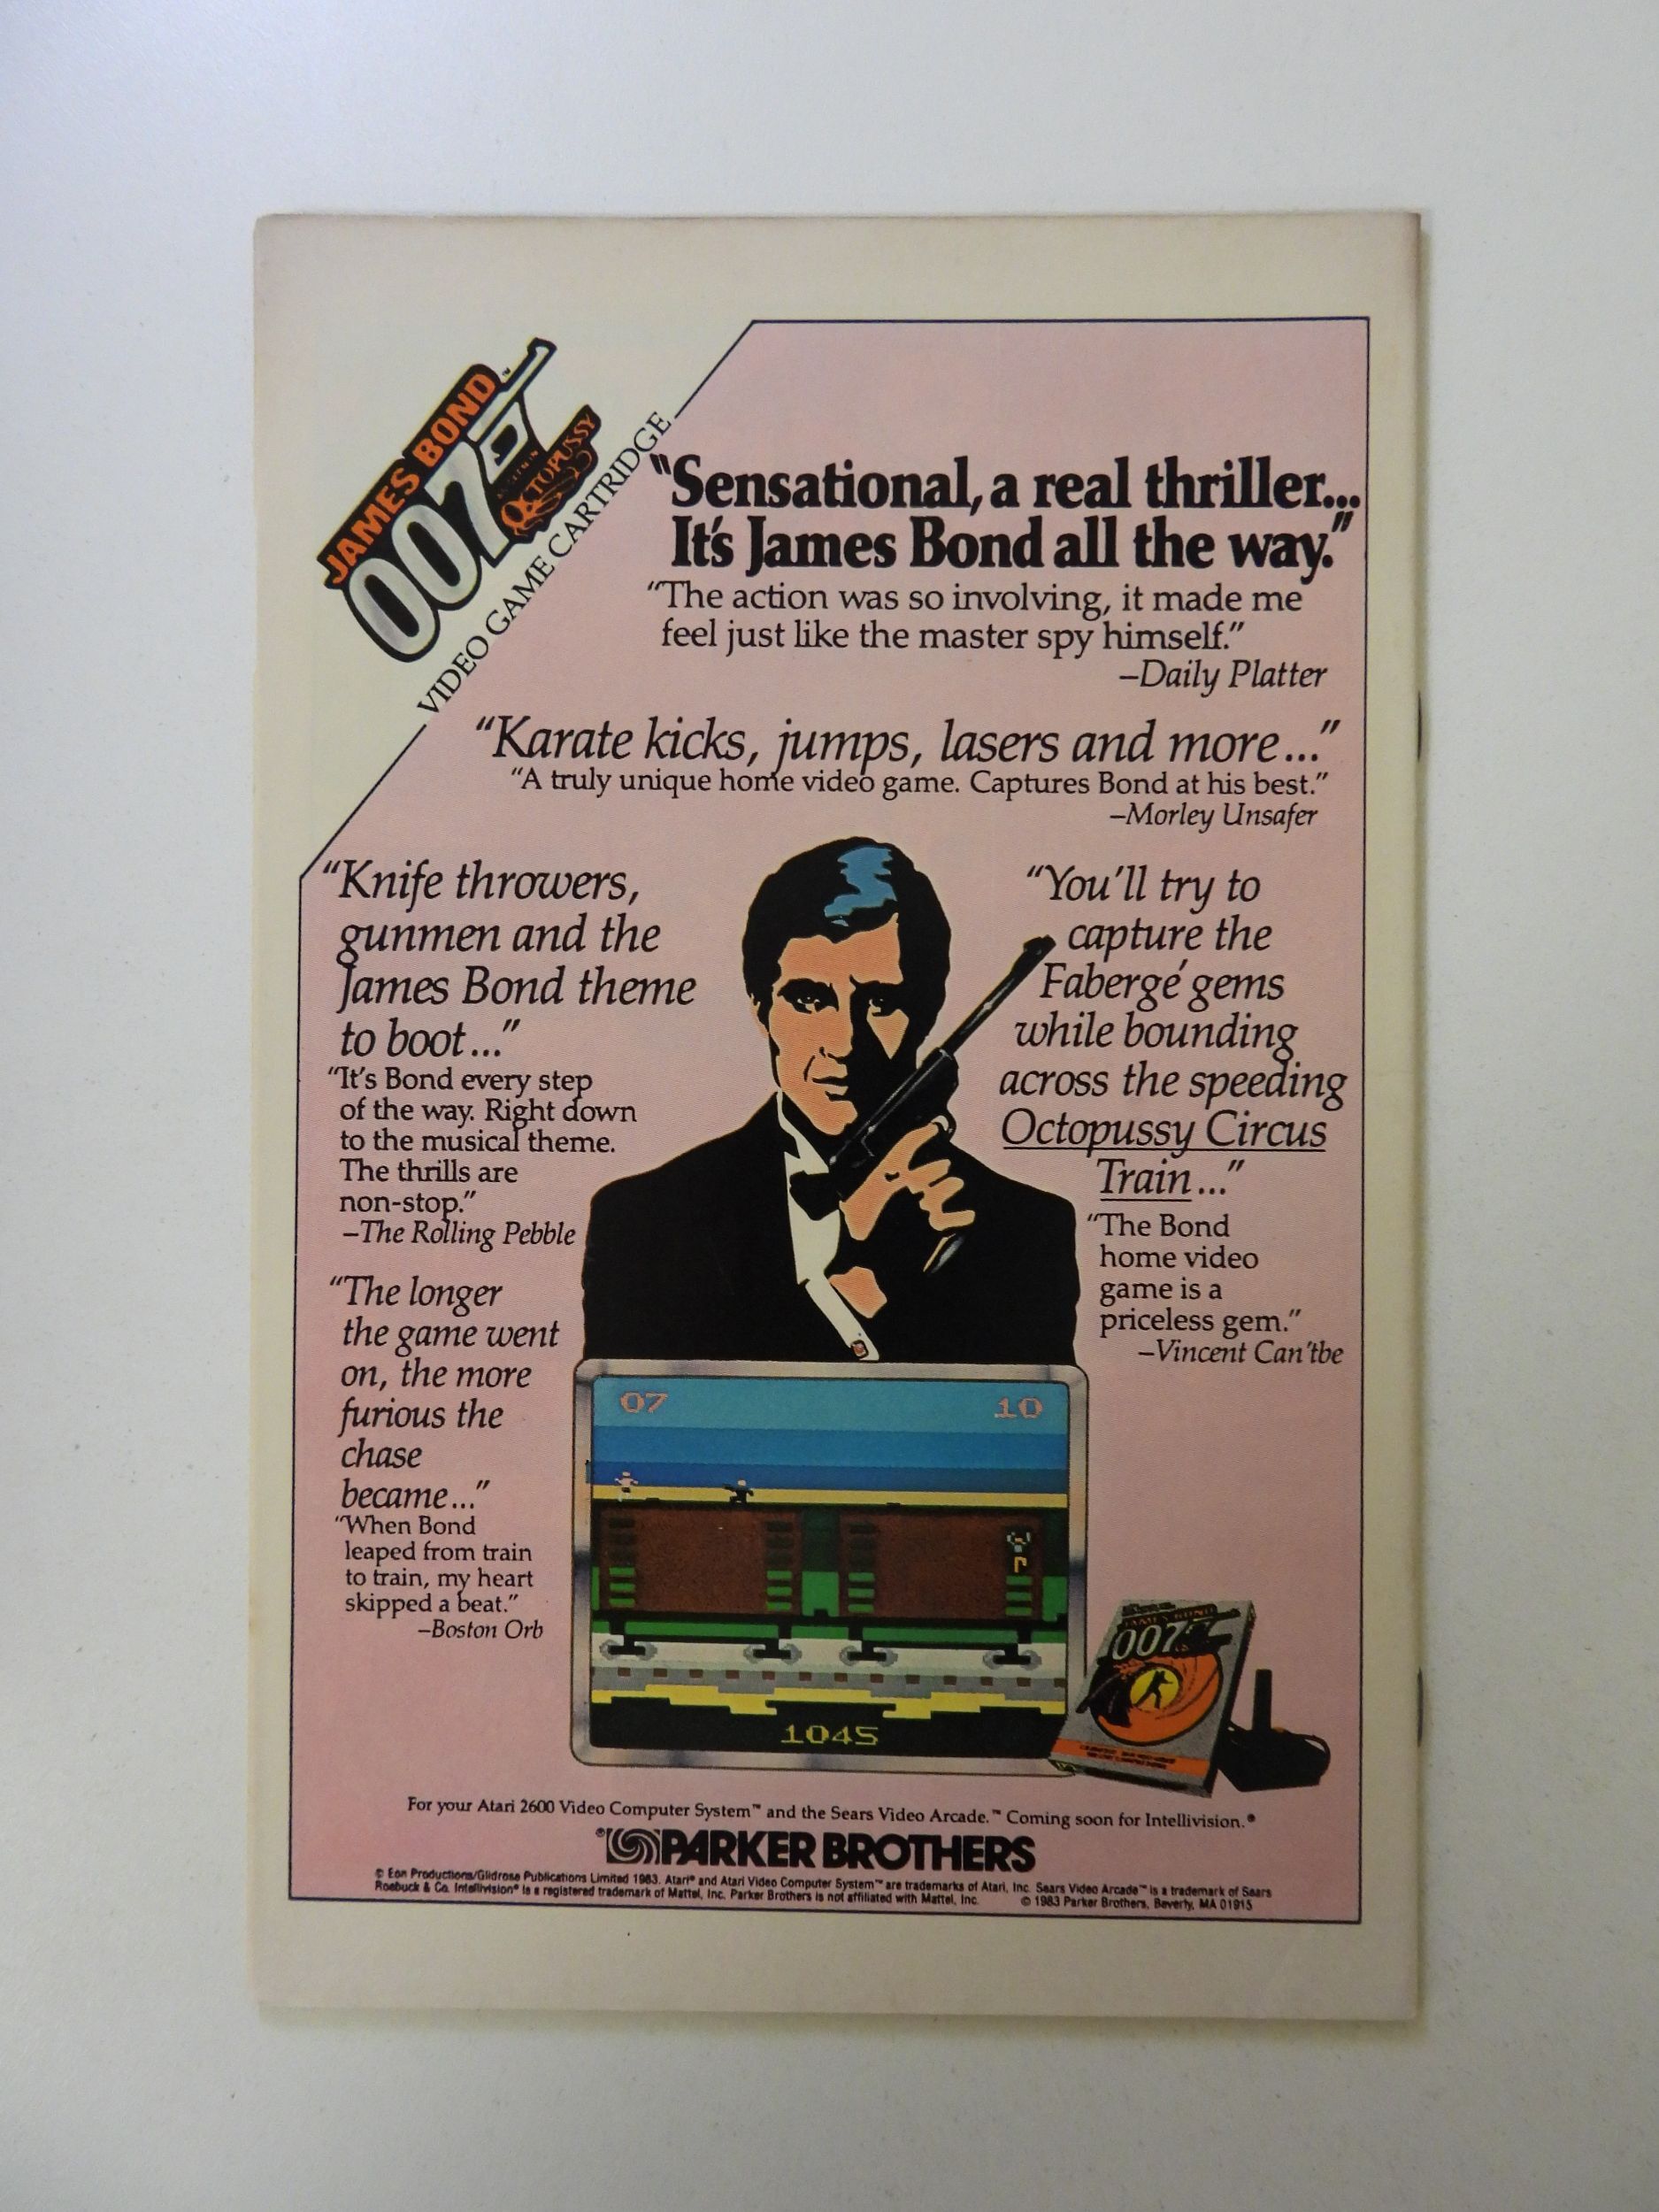 JAMES BOND
007
OCTOPUSSY
VIDEO GAME CARTRIDGE
“Sensational, a real thriller...
It's James Bond all the way.”
“The action was so involving, it made me
feel just like the master spy himself.”
–Daily Platter
“Karate kicks, jumps, lasers and more...”
“A truly unique home video game. Captures Bond at his best.”
–Morley Unsafer
“Knife throwers,
gunmen and the
James Bond theme
to boot...”
“It's Bond every step
of the way. Right down
to the musical theme.
The thrills are
non-stop.”
–The Rolling Pebble
“The longer
the game went
on, the more
furious the
chase
became...”
“When Bond
leaped from train
to train, my heart
skipped a beat.”
–Boston Orb
“You'll try to
capture the
Fabergé gems
while bounding
across the speeding
Octopussy Circus
Train...”
“The Bond
home video
game is a
priceless gem.”
–Vincent Can'tbe
07 10
1045
JAMES BOND
007
For your Atari 2600 Video Computer System™ and the Sears Video Arcade.™ Coming soon for Intellivision.®
PARKER BROTHERS
© Eon Productions/Glidrose Publications Limited 1983. Atari® and Atari Video Computer System™ are trademarks of Atari, Inc. Sears Video Arcade™ is a trademark of Sears
Roebuck & Co. Intellivision® is a registered trademark of Mattel, Inc. Parker Brothers is not affiliated with Mattel, Inc. © 1983 Parker Brothers, Beverly, MA 01915